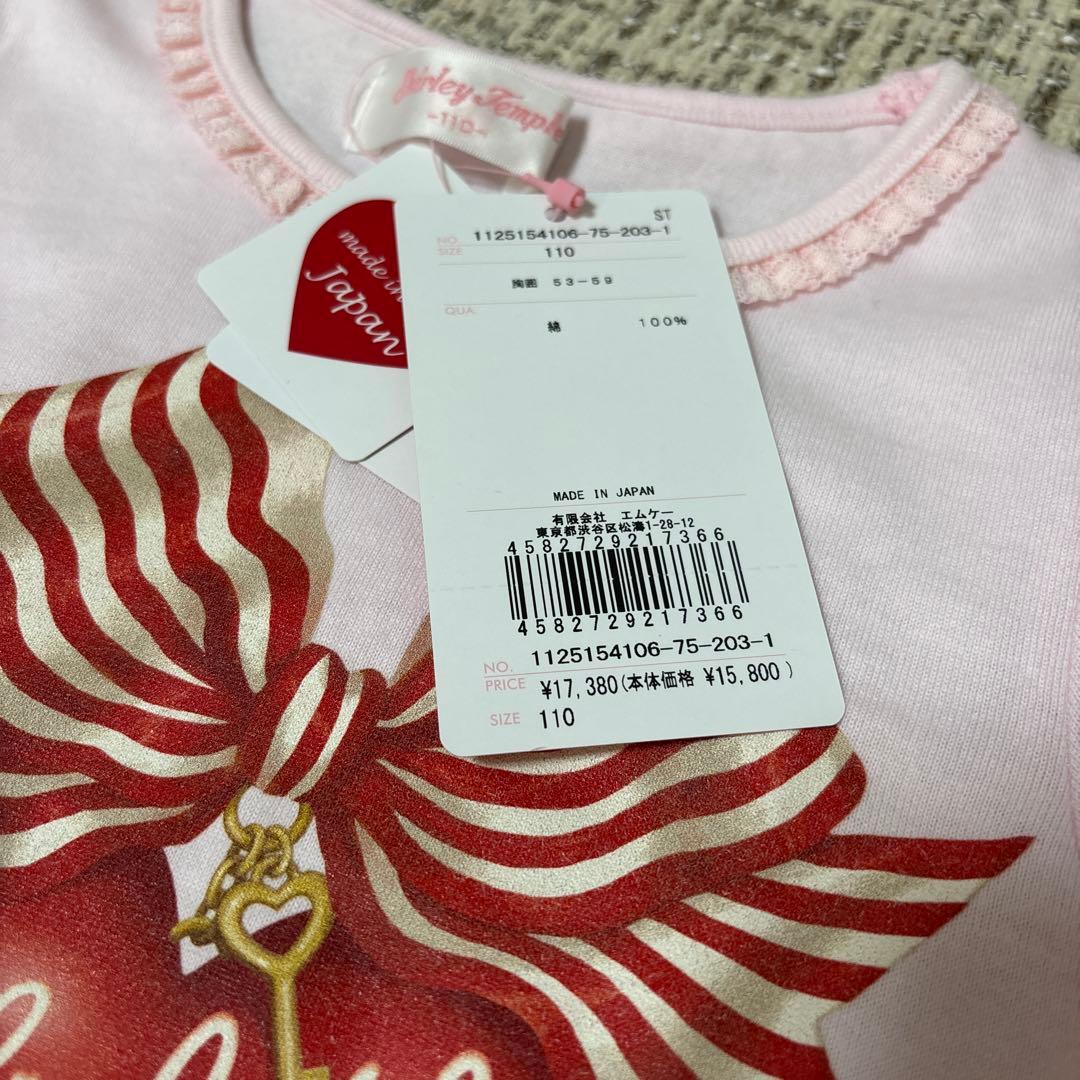 Shirley Temple
-110-
made in
Japan
ST
NO. 1125154106-75-203-1
SIZE 110
胸囲 53-59
QUA.
綿 100%
MADE IN JAPAN
有限会社 エムケー
東京都渋谷区松濤1-28-12
4582729217366
4582729217366
NO. 1125154106-75-203-1
PRICE ¥17,380(本体価格 ¥15,800)
SIZE 110